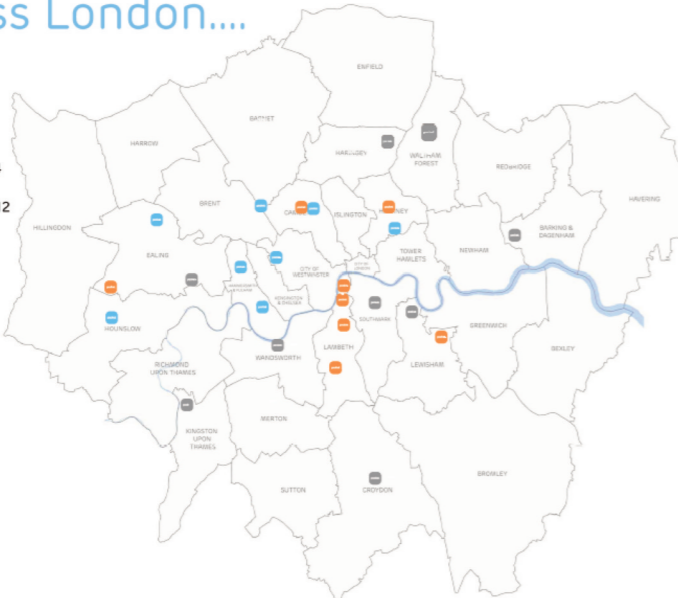 ss London....
ENFIELD
BARNET
HARROW
HARINGEY
WALTHAM
FOREST
REDBRIDGE
HAVERING
HILLINGDON
BRENT
ISLINGTON
BARKING &
DAGENHAM
EALING
CITY OF
WESTMINSTER
TOWER
HAMLETS
NEWHAM
KENSINGTON
& CHELSEA
SOUTHWARK
HOUNSLOW
GREENWICH
BEXLEY
WANDSWORTH
LAMBETH
LEWISHAM
RICHMOND
UPON THAMES
MERTON
KINGSTON
UPON
THAMES
SUTTON
CROYDON
BROMLEY
12